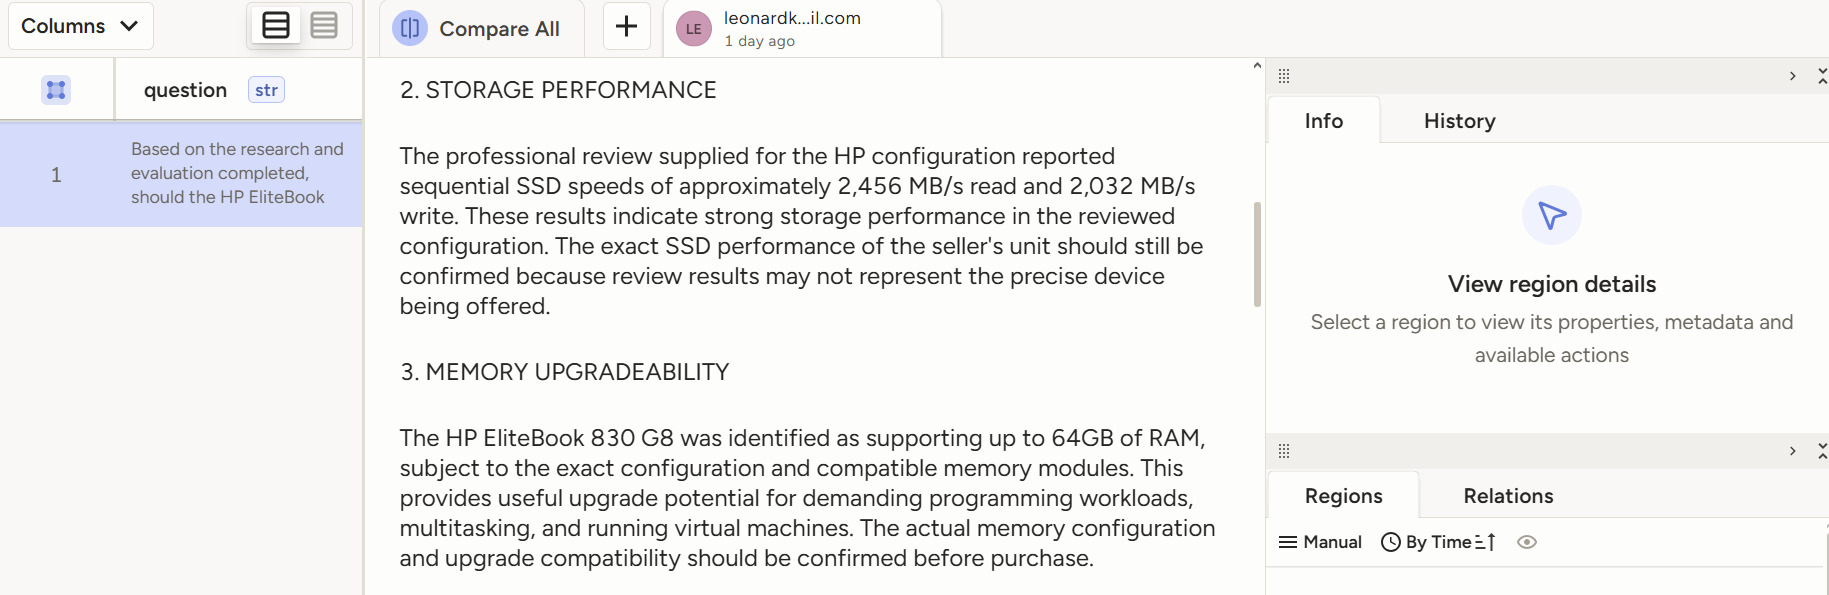 Columns
Compare All
LE
leonardk...il.com
1 day ago
question str
1
Based on the research and
evaluation completed,
should the HP EliteBook
2. STORAGE PERFORMANCE
The professional review supplied for the HP configuration reported
sequential SSD speeds of approximately 2,456 MB/s read and 2,032 MB/s
write. These results indicate strong storage performance in the reviewed
configuration. The exact SSD performance of the seller's unit should still be
confirmed because review results may not represent the precise device
being offered.
3. MEMORY UPGRADEABILITY
The HP EliteBook 830 G8 was identified as supporting up to 64GB of RAM,
subject to the exact configuration and compatible memory modules. This
provides useful upgrade potential for demanding programming workloads,
multitasking, and running virtual machines. The actual memory configuration
and upgrade compatibility should be confirmed before purchase.
Info History
View region details
Select a region to view its properties, metadata and
available actions
Regions Relations
Manual By Time